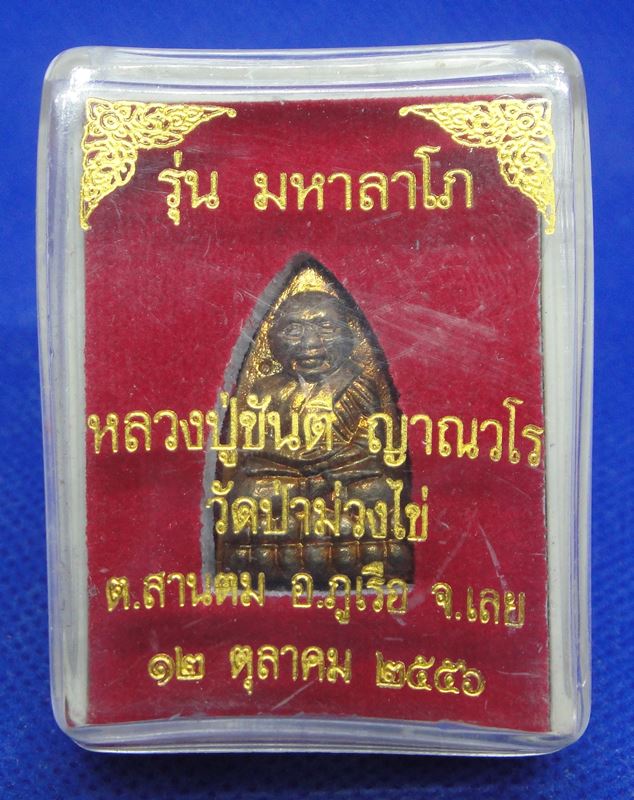 รุ่น มหาลาโภ
หลวงปู่ขันตี ญาณวโร
วัดป่าม่วงไข่
ต.สานตม อ.ภูเรือ จ.เลย
๑๒ ตุลาคม ๒๕๕๖